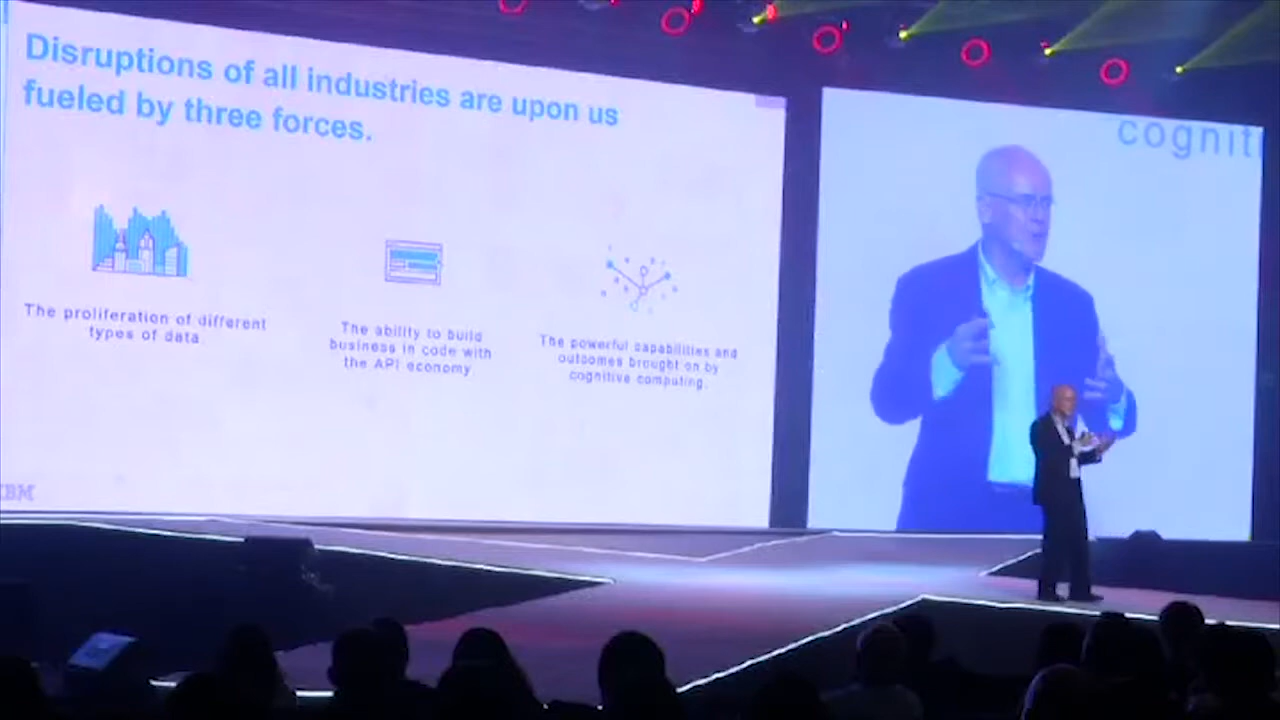 Disruptions of all industries are upon us
fueled by three forces.
The proliferation of different
types of data
The ability to build
business in code with
the API economy
The powerful capabilities and
outcomes brought on by
cognitive computing.
IBM
cogniti